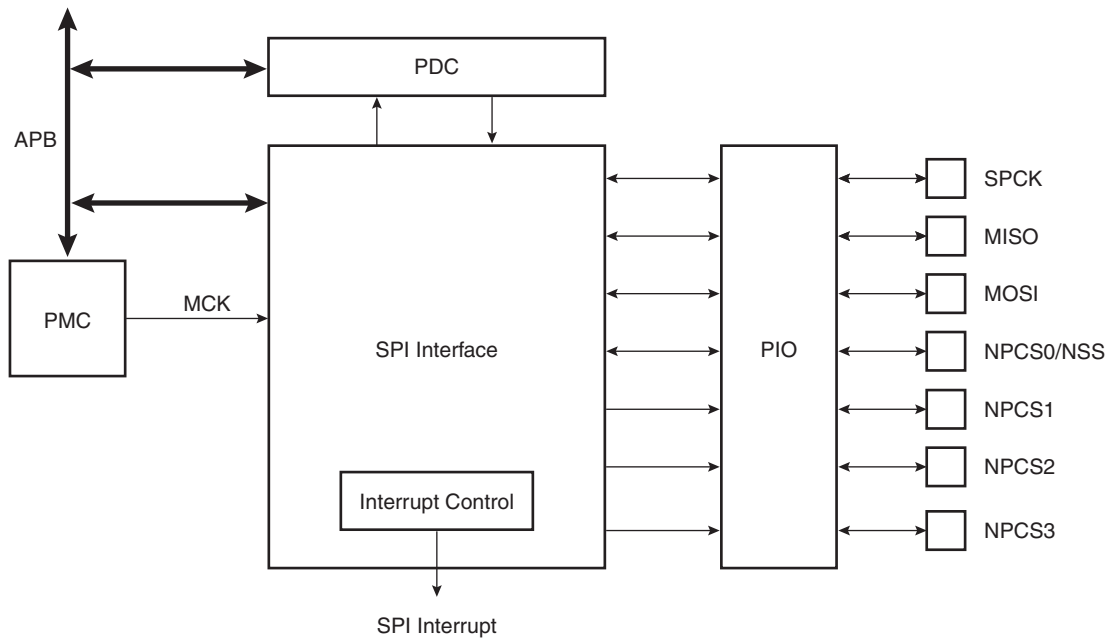 PDC
APB
SPCK
MISO
MCK
MOSI
PMC
SPI Interface
PIO
NPCS0/NSS
NPCS1
NPCS2
Interrupt Control
NPCS3
SPI Interrupt